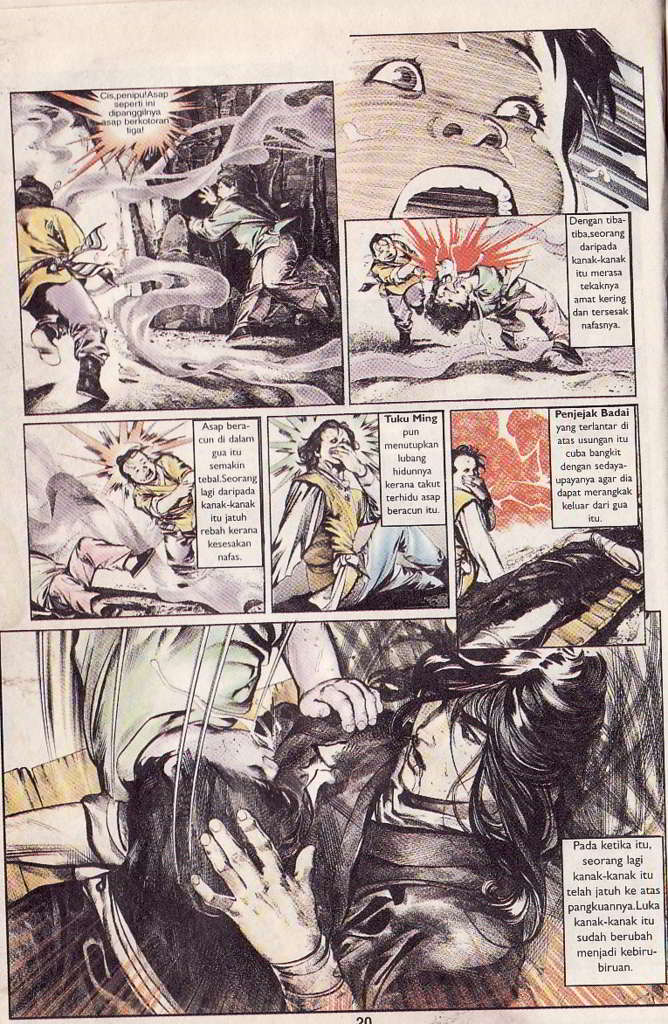 Cis,penipu!Asap
seperti ini
dipanggilnya
asap berkotoran
tiga!
Dengan tiba-
tiba,seorang
daripada
kanak-kanak
itu merasa
tekaknya
amat kering
dan tersesak
nafasnya.
Asap bera-
cun di dalam
gua itu
semakin
tebal.Seorang
lagi daripada
kanak-kanak
itu jatuh
rebah kerana
kesesakan
nafas.
Tuku Ming
pun
menutupkan
lubang
hidunnya
kerana takut
terhidu asap
beracun itu.
Penjejak Badai
yang terlantar di
atas usungan itu
cuba bangkit
dengan sedaya-
upayanya agar dia
dapat merangkak
keluar dari gua
itu.
Pada ketika itu,
seorang lagi
kanak-kanak itu
telah jatuh ke atas
pangkuannya.Luka
kanak-kanak itu
sudah berubah
menjadi kebiru-
biruan.
20